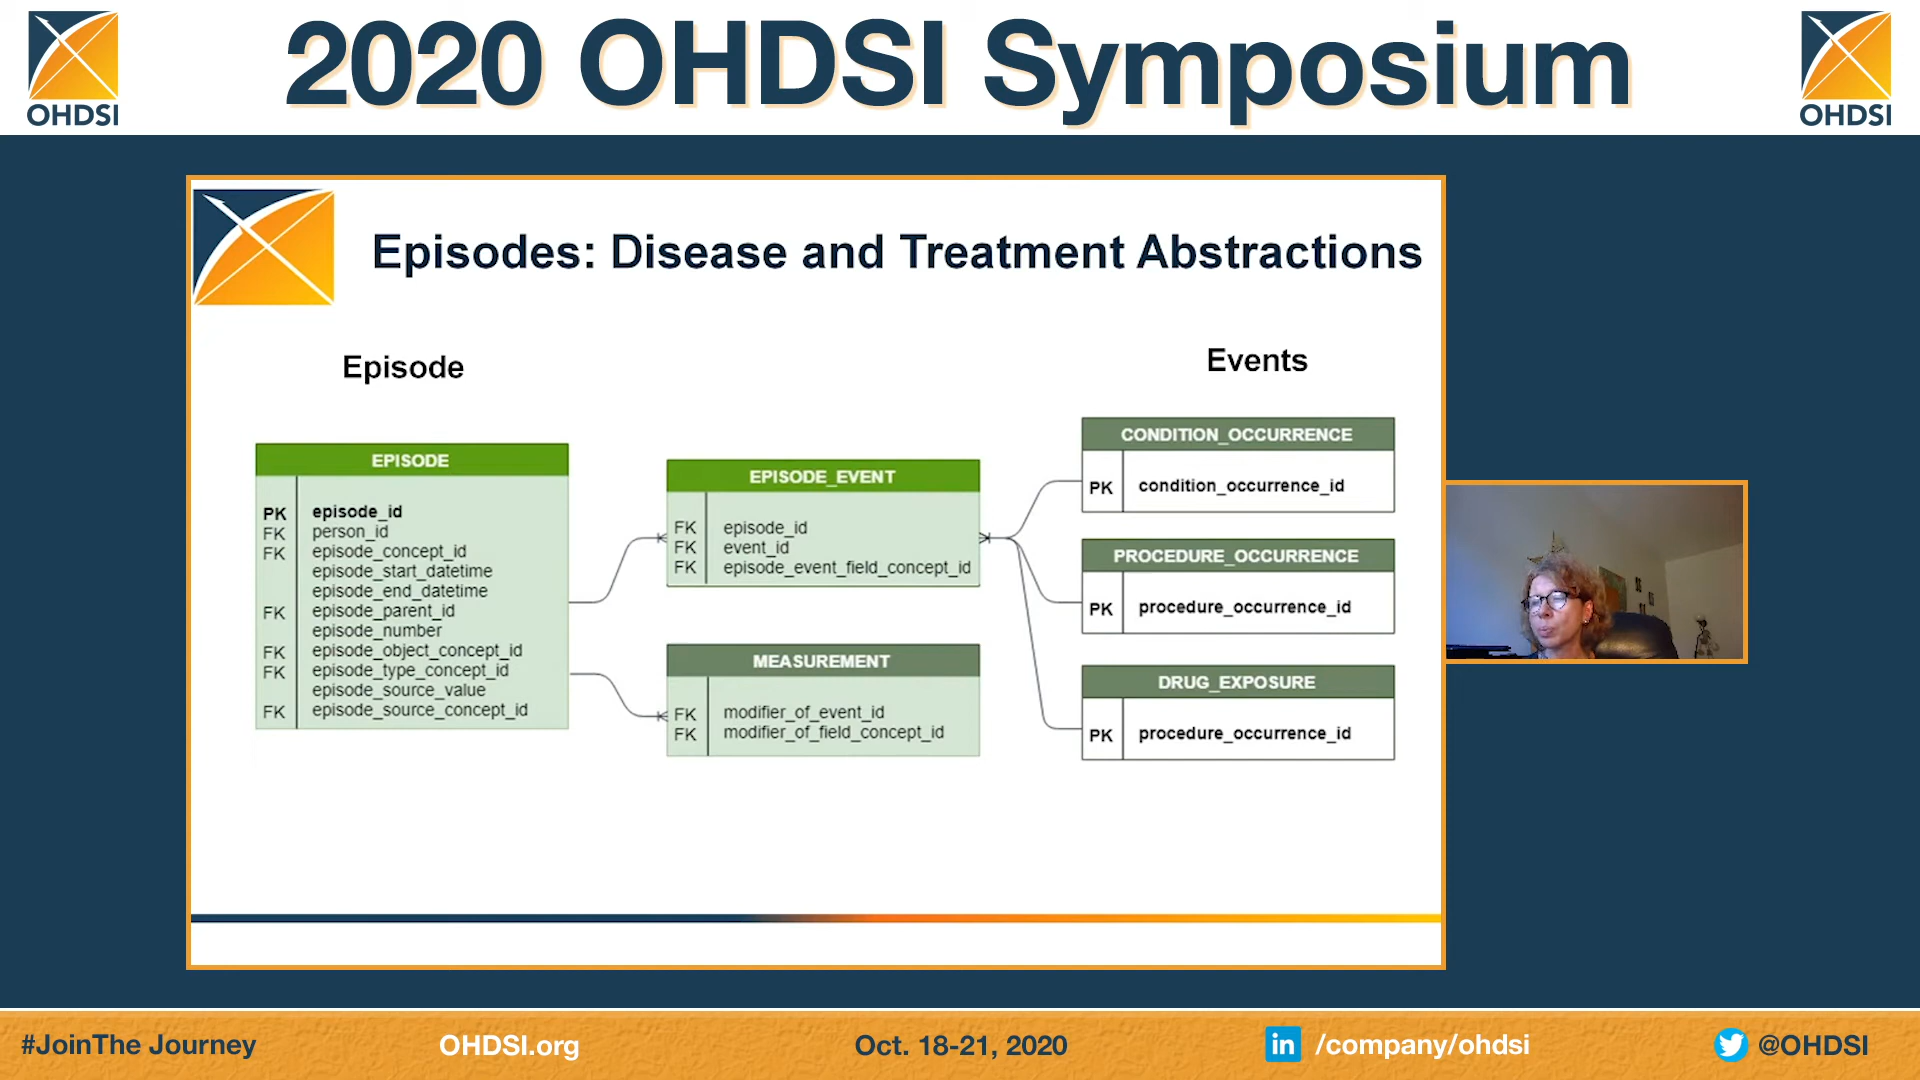 2020 OHDSI Symposium
OHDSI
OHDSI
Episodes: Disease and Treatment Abstractions
Episode
Events
EPISODE
PK episode_id
FK person_id
FK episode_concept_id
episode_start_datetime
episode_end_datetime
FK episode_parent_id
episode_number
FK episode_object_concept_id
FK episode_type_concept_id
episode_source_value
FK episode_source_concept_id
EPISODE_EVENT
FK episode_id
FK event_id
FK episode_event_field_concept_id
MEASUREMENT
FK modifier_of_event_id
FK modifier_of_field_concept_id
CONDITION_OCCURRENCE
PK condition_occurrence_id
PROCEDURE_OCCURRENCE
PK procedure_occurrence_id
DRUG_EXPOSURE
PK procedure_occurrence_id
#JoinThe Journey
OHDSI.org
Oct. 18-21, 2020
in /company/ohdsi
@OHDSI